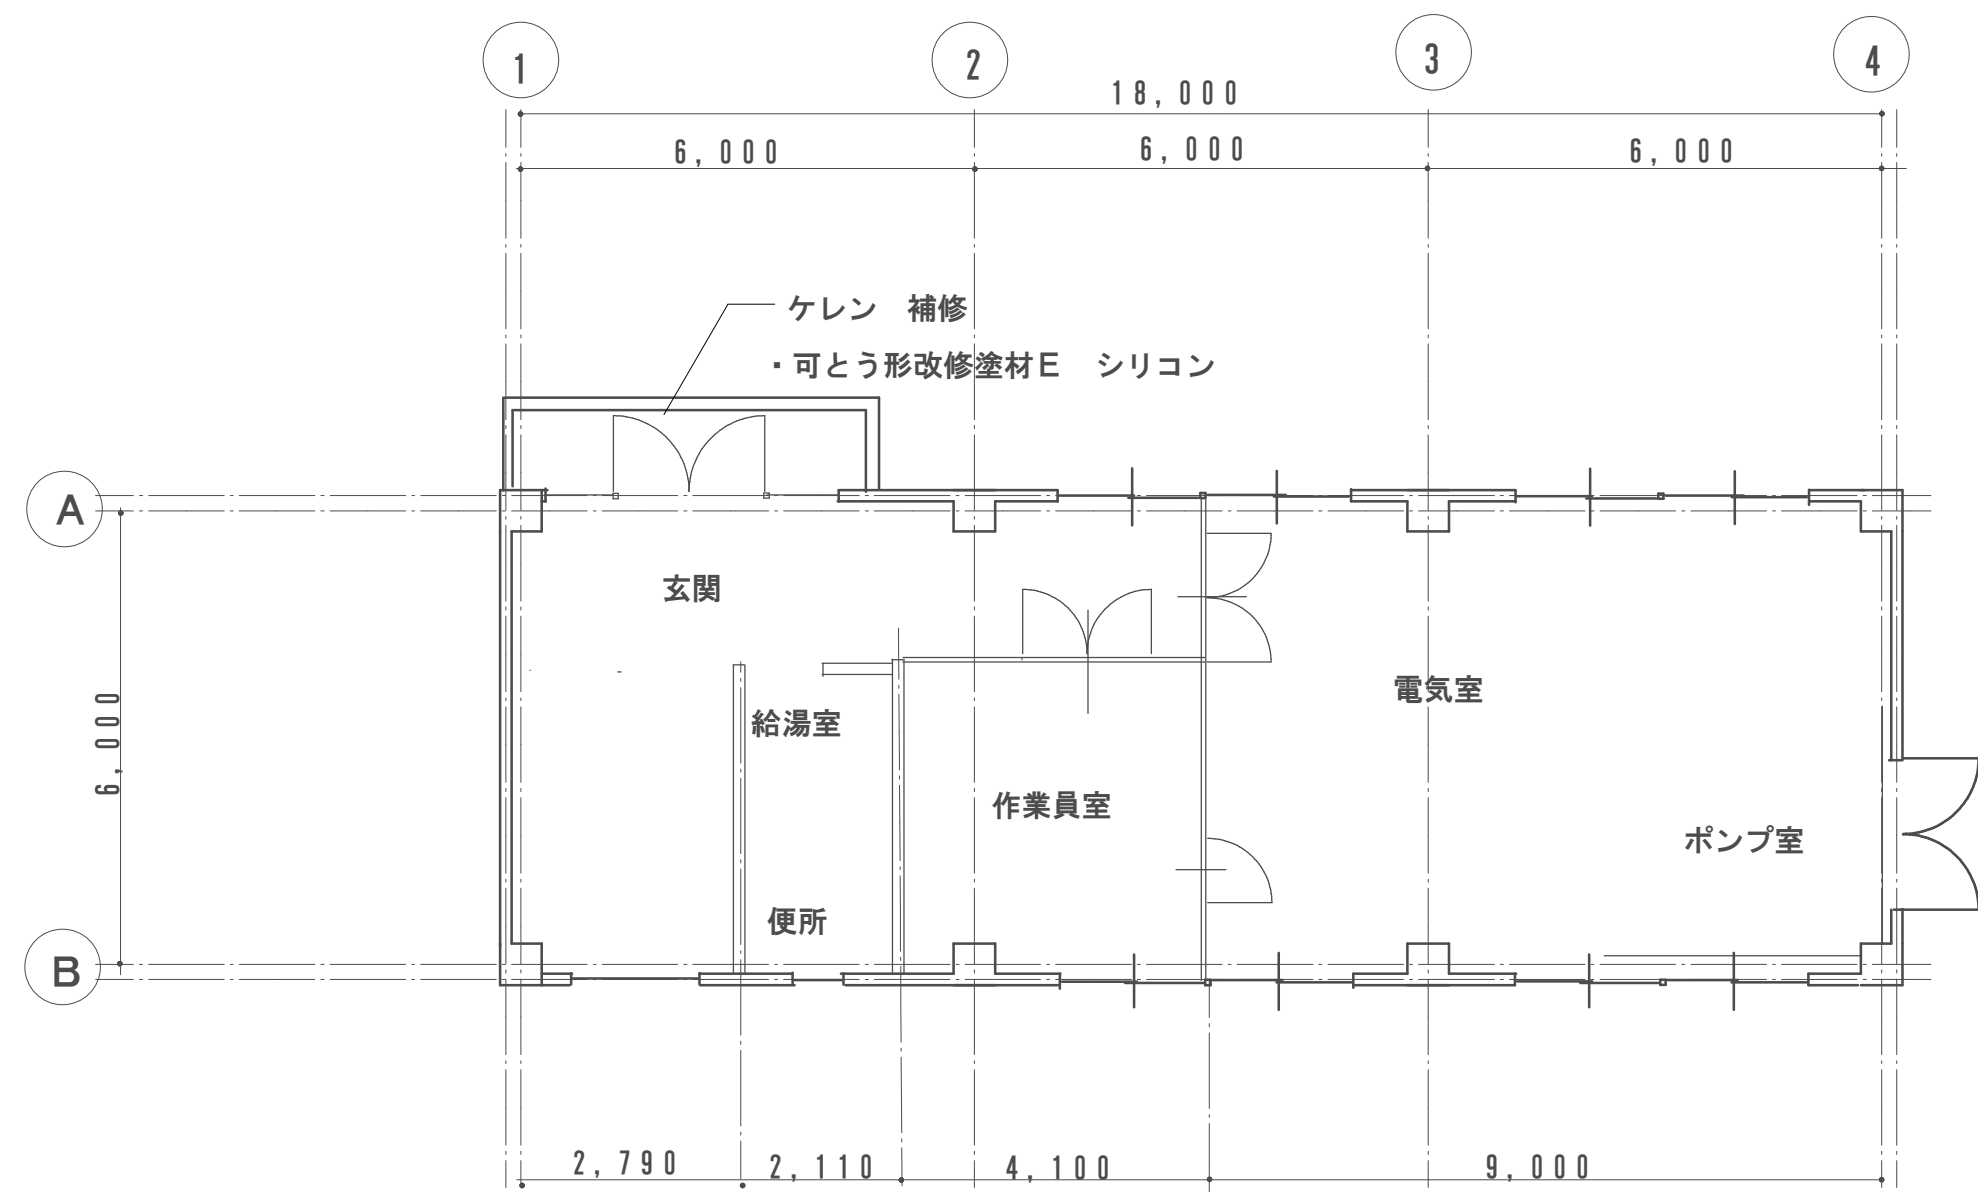 1
2
3
4
18,000
6,000
6,000
6,000
ケレン　補修
・可とう形改修塗材E　シリコン
A
玄関
電気室
給湯室
6,000
作業員室
ポンプ室
便所
B
2,790
2,110
4,100
9,000